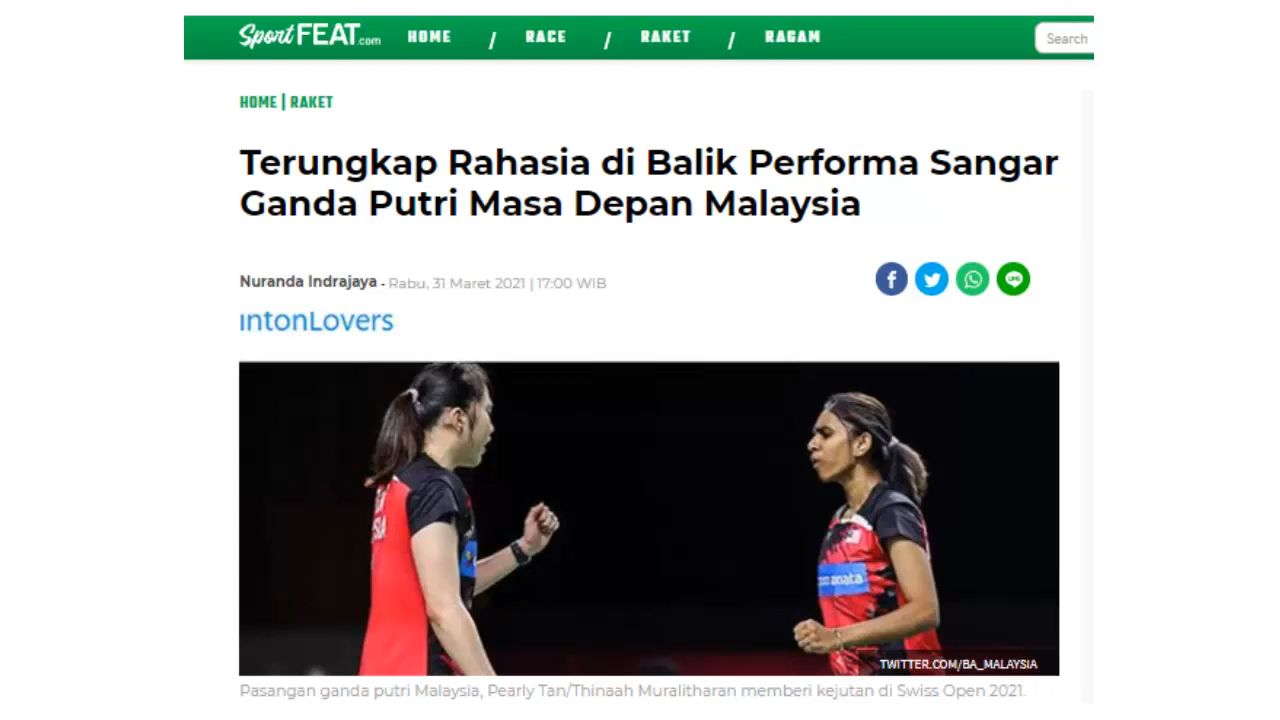 SportFEAT.com HOME / RACE / RAKET / RAGAM Search
HOME | RAKET
Terungkap Rahasia di Balik Performa Sangar
Ganda Putri Masa Depan Malaysia
Nuranda Indrajaya - Rabu, 31 Maret 2021 | 17:00 WIB
ıntonLovers
axiata
TWITTER.COM/BA_MALAYSIA
Pasangan ganda putri Malaysia, Pearly Tan/Thinaah Muralitharan memberi kejutan di Swiss Open 2021.